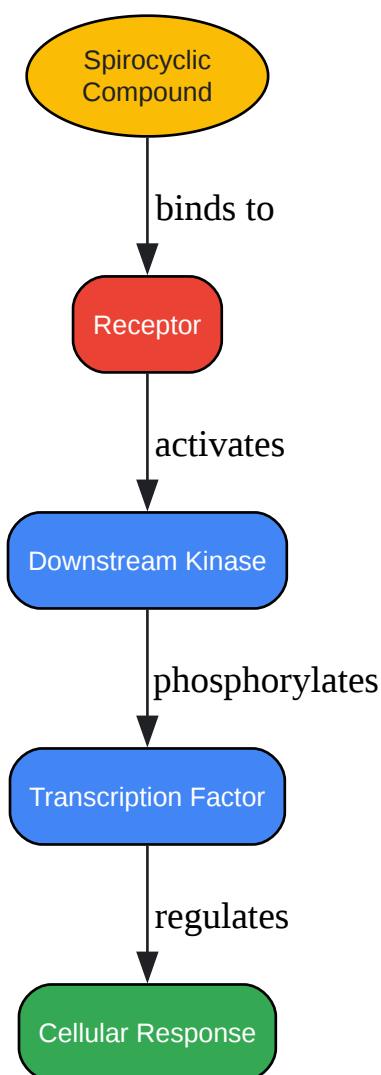 Spirocyclic
Compound
binds to
Receptor
activates
Downstream Kinase
phosphorylates
Transcription Factor
regulates
Cellular Response